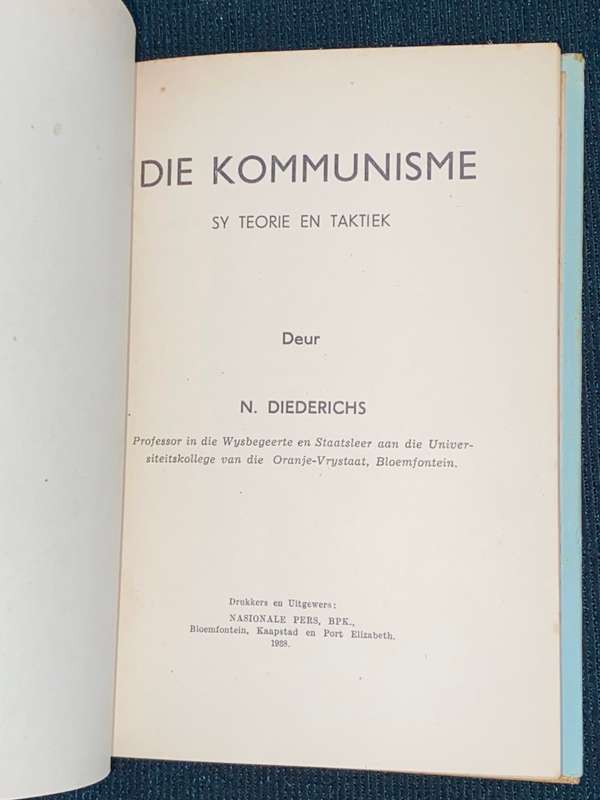 DIE KOMMUNISME
SY TEORIE EN TAKTIEK
Deur
N. DIEDERICHS
Professor in die Wysbegeerte en Staatsleer aan die Univer-
siteitskollege van die Oranje-Vrystaat, Bloemfontein.
Drukkers en Uitgewers:
NASIONALE PERS, BPK.,
Bloemfontein, Kaapstad en Port Elizabeth.
1938.